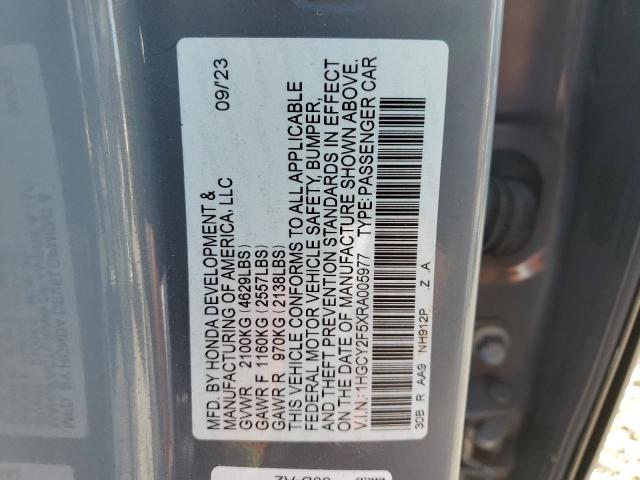 MFD. BY HONDA DEVELOPMENT & 09/23
MANUFACTURING OF AMERICA, LLC
GVWR 2100KG (4629LBS)
GAWR F 1160KG (2557LBS)
GAWR R 970KG (2138LBS)
THIS VEHICLE CONFORMS TO ALL APPLICABLE
FEDERAL MOTOR VEHICLE SAFETY, BUMPER,
AND THEFT PREVENTION STANDARDS IN EFFECT
ON THE DATE OF MANUFACTURE SHOWN ABOVE.
V.I.N.: 1HGCY2F5XRA005977 TYPE: PASSENGER CAR
30B R AA9 NH912P Z .A